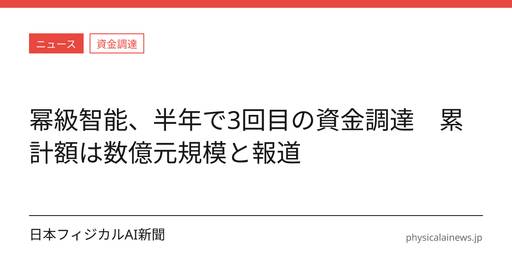 ニュース 資金調達
冪級智能、半年で3回目の資金調達　累
計額は数億元規模と報道
日本フィジカルAI新聞 physicalainews.jp